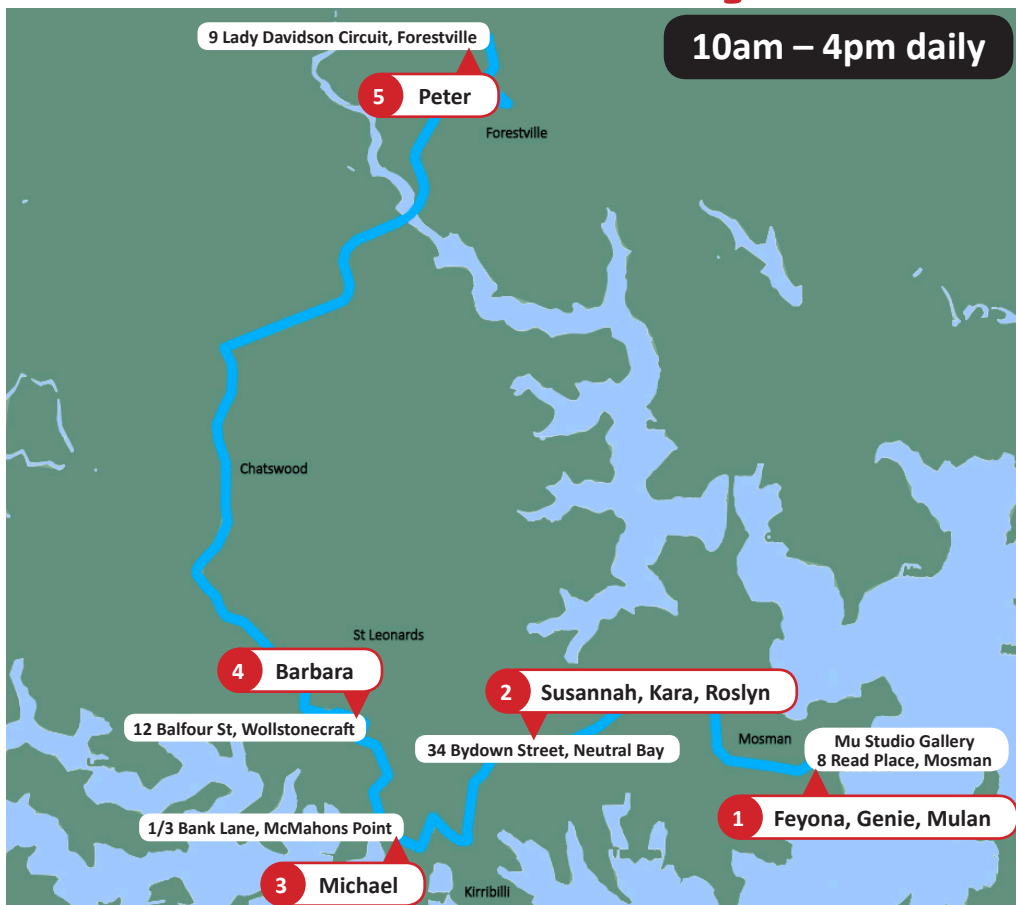 9 Lady Davidson Circuit, Forestville
10am – 4pm daily
5 Peter
Forestville
Chatswood
St Leonards
4 Barbara
12 Balfour St, Wollstonecraft
2 Susannah, Kara, Roslyn
34 Bydown Street, Neutral Bay
Mosman
Mu Studio Gallery
8 Read Place, Mosman
1 Feyona, Genie, Mulan
1/3 Bank Lane, McMahons Point
3 Michael
Kirribilli